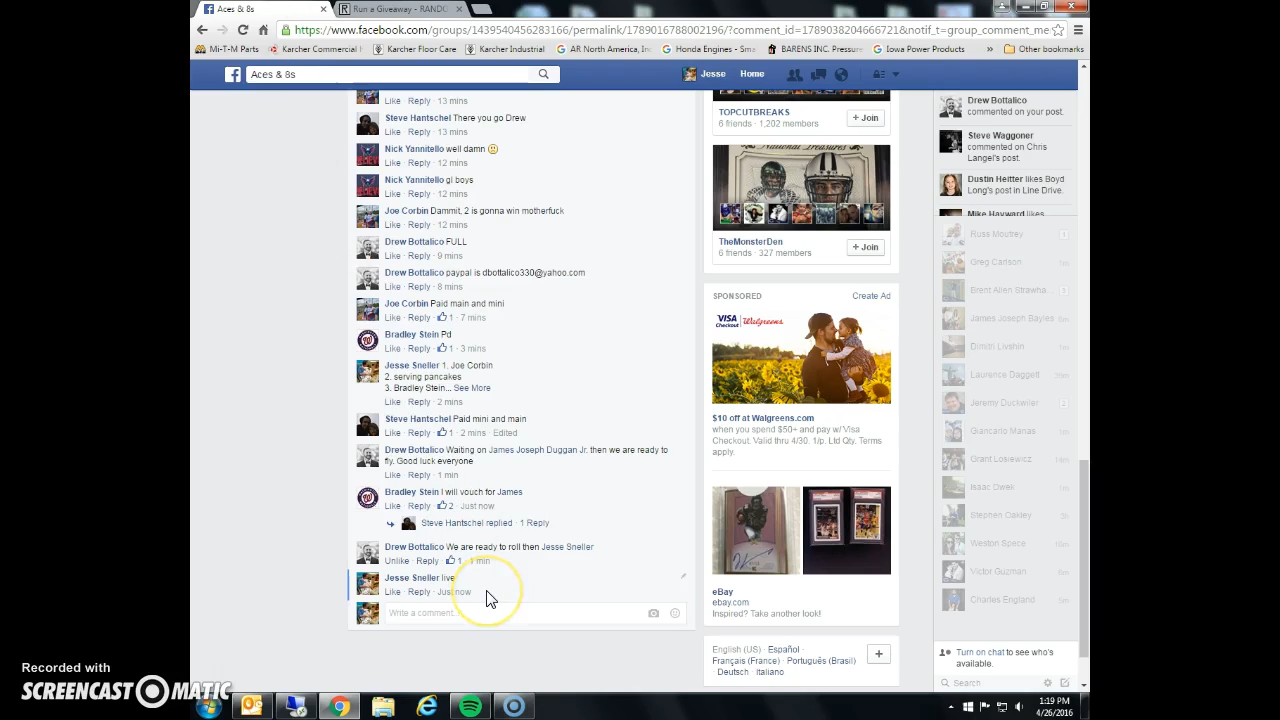 Aces & 8s
Run a Giveaway - RANDO
https://www.facebook.com/groups/1439540456283166/permalink/1789016788002196/?comment_id=1789038204666721&notif_t=group_comment_me
Mi-T-M Parts
Karcher Commercial
Karcher Floor Care
Karcher Industrial
AR North America, Inc
Honda Engines - Sma
BARENS INC. Pressure
Iowa Power Products
»
Other bookmarks
Aces & 8s
Jesse
Home
Like · Reply · 13 mins
Steve Hantschel There you go Drew
Like · Reply · 13 mins
Nick Yannitello well damn
Like · Reply · 12 mins
Nick Yannitello gl boys
Like · Reply · 12 mins
Joe Corbin Dammit, 2 is gonna win motherfuck
Like · Reply · 12 mins
Drew Bottalico FULL
Like · Reply · 9 mins
Drew Bottalico paypal is dbottalico330@yahoo.com
Like · Reply · 8 mins
Joe Corbin Paid main and mini
Like · Reply · 1 · 7 mins
Bradley Stein Pd
Like · Reply · 1 · 3 mins
Jesse Sneller 1. Joe Corbin
2. serving pancakes
3. Bradley Stein... See More
Like · Reply · 2 mins
Steve Hantschel Paid mini and main
Like · Reply · 1 · 2 mins · Edited
Drew Bottalico Waiting on James Joseph Duggan Jr. then we are ready to
fly. Good luck everyone
Like · Reply · 1 min
Bradley Stein I will vouch for James
Like · Reply · 2 · Just now
Steve Hantschel replied · 1 Reply
Drew Bottalico We are ready to roll then Jesse Sneller
Unlike · Reply · 1 · 1 min
Jesse Sneller live
Like · Reply · Just now
Write a comment...
TOPCUTBREAKS
6 friends · 1,202 members
+ Join
TheMonsterDen
6 friends · 327 members
+ Join
SPONSORED
Create Ad
VISA
Checkout
Walgreens
$10 off at Walgreens.com
when you spend $50+ and pay w/ Visa
Checkout. Valid thru 4/30. 1/p. Ltd Qty. Terms
apply.
eBay
ebay.com
Inspired? Take another look!
English (US) · Español ·
Français (France) · Português (Brasil)
· Deutsch · Italiano
+
Drew Bottalico
commented on your post.
Steve Waggoner
commented on Chris
Langel's post.
Dustin Heitter likes Boyd
Long's post in Line Drive.
Mike Hayward likes
Russ Moutrey
1
Greg Carlson
1m
Brent Allen Strawha...
3
James Joseph Bayles
Dimitri Livshin
1m
Laurence Daggett
Jeremy Duckwiler
2
Giancarlo Manas
1m
Grant Losiewicz
Isaac Dwek
1m
Stephen Oakley
Weston Spece
Victor Guzman
Charles England
Turn on chat to see who's
available.
Search
Recorded with
SCREENCAST-O-MATIC
1:19 PM
4/26/2016